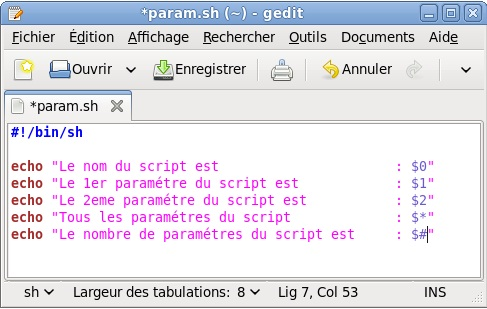 *param.sh (~) - gedit
Fichier Édition Affichage Rechercher Outils Documents Aide
Ouvrir Enregistrer Annuler
*param.sh
#!/bin/sh
echo "Le nom du script est : $0"
echo "Le 1er paramétre du script est : $1"
echo "Le 2eme paramétre du script est : $2"
echo "Tous les paramétres du script : $*"
echo "Le nombre de paramétres du script est : $#"
sh Largeur des tabulations: 8 Lig 7, Col 53 INS